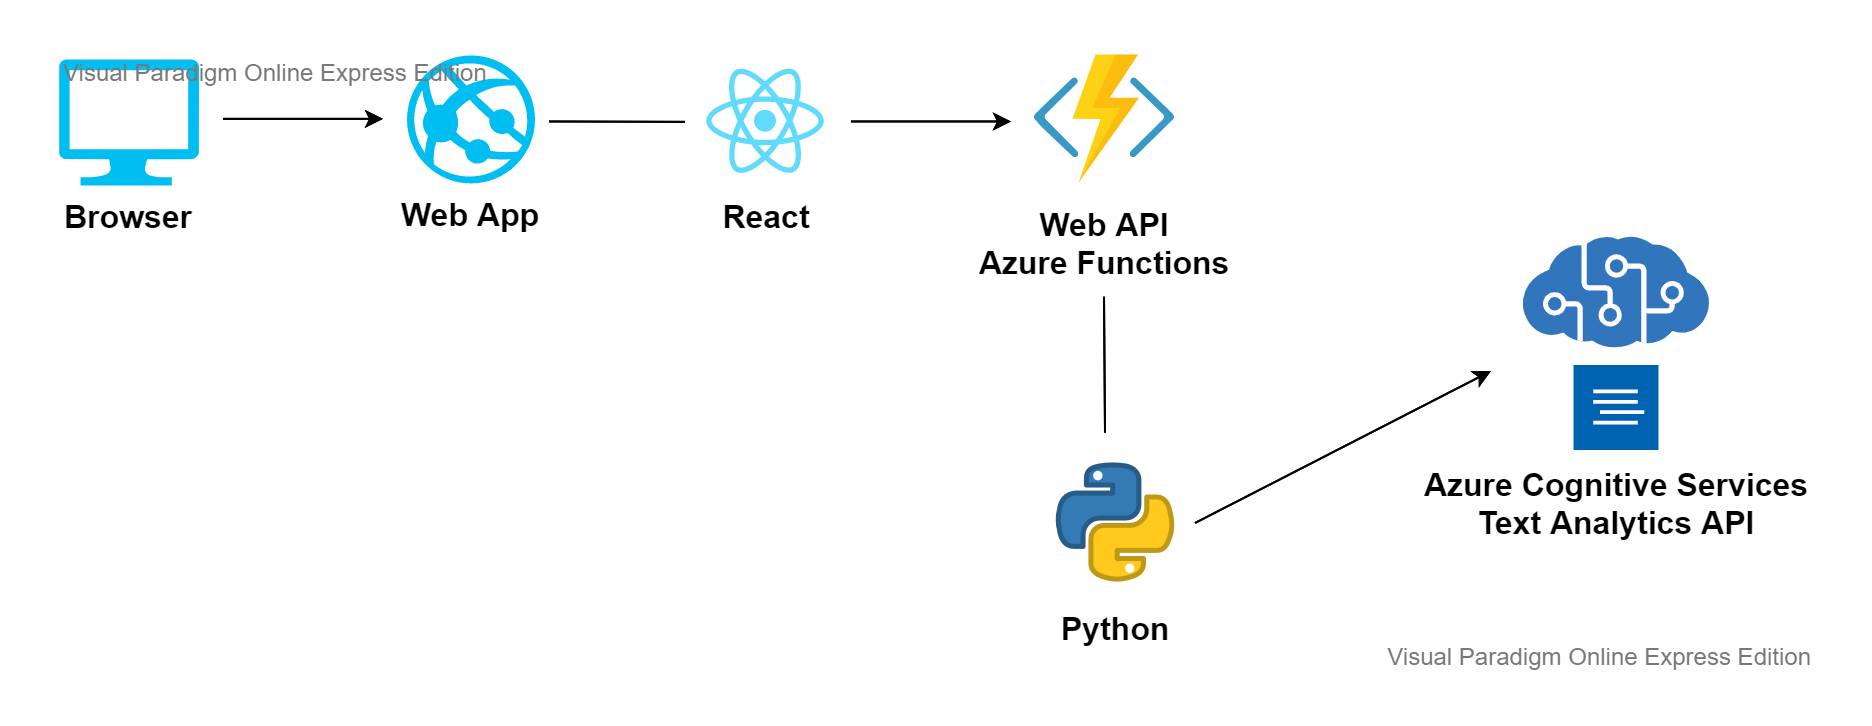 Visual Paradigm Online Express Edition
Browser
Web App
React
Web API
Azure Functions
Azure Cognitive Services
Text Analytics API
Python
Visual Paradigm Online Express Edition